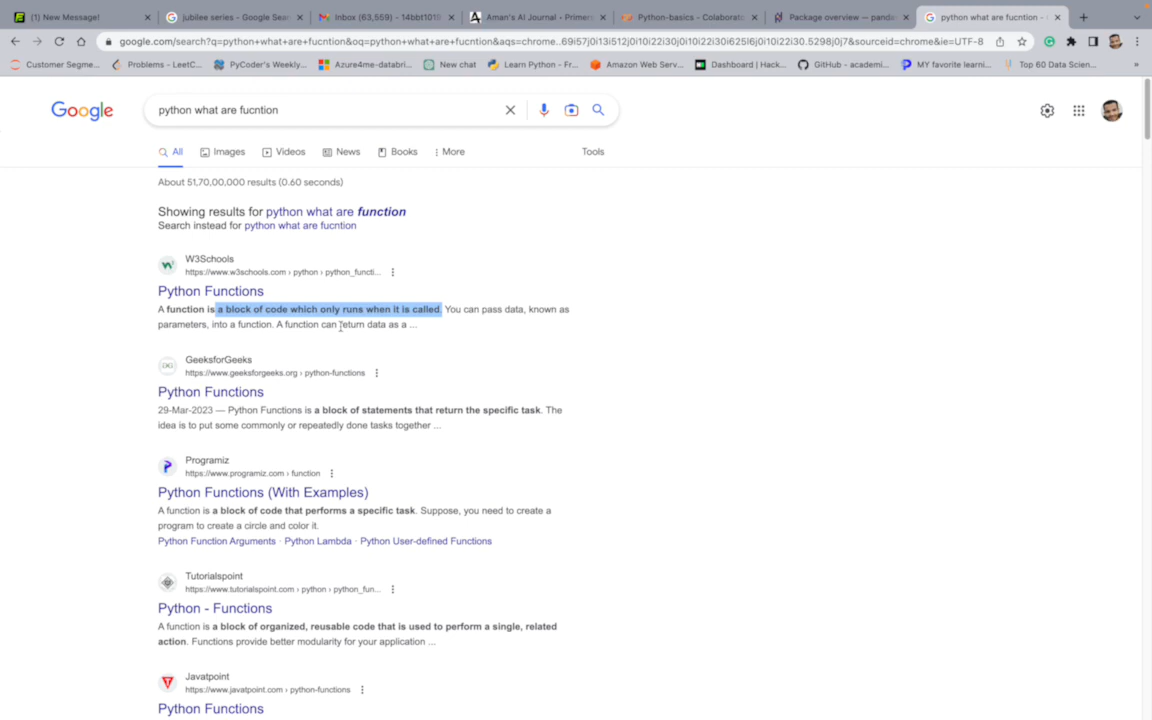 (1) New Message!
jubilee series - Google Sear
Inbox (63,559) - 14bbt1018
Aman's AI Journal • Primers
Python-basics - Colaborato
Package overview — panda
python what are fucntion -
google.com/search?q=python+what+are+fucntion&oq=python+what+are+fucntion&aqs=chrome..69i57j0i13i512j0i10i22i30j0i22i30i625l6j0i10i22i30.5298j0j7&sourceid=chrome&ie=UTF-8
Customer Segme...
Problems - LeetC...
PyCoder's Weekly...
Azure4me-databri...
New chat
Learn Python - Fr...
Amazon Web Serv...
Dashboard | Hack...
GitHub - academi...
MY favorite learni...
Top 60 Data Scien...
»
Google
python what are fucntion
All
Images
Videos
News
Books
More
Tools
About 51,70,00,000 results (0.60 seconds)
Showing results for python what are function
Search instead for python what are fucntion
W3Schools
https://www.w3schools.com › python › python_functi...
Python Functions
A function is a block of code which only runs when it is called. You can pass data, known as
parameters, into a function. A function can return data as a ...
GeeksforGeeks
https://www.geeksforgeeks.org › python-functions
Python Functions
29-Mar-2023 — Python Functions is a block of statements that return the specific task. The
idea is to put some commonly or repeatedly done tasks together ...
Programiz
https://www.programiz.com › function
Python Functions (With Examples)
A function is a block of code that performs a specific task. Suppose, you need to create a
program to create a circle and color it.
Python Function Arguments · Python Lambda · Python User-defined Functions
Tutorialspoint
https://www.tutorialspoint.com › python › python_fun...
Python - Functions
A function is a block of organized, reusable code that is used to perform a single, related
action. Functions provide better modularity for your application ...
Javatpoint
https://www.javatpoint.com › python-functions
Python Functions